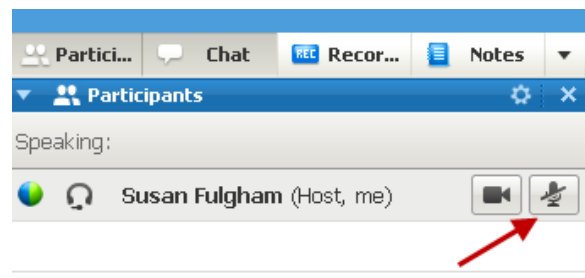 Partici... Chat REC Recor... Notes
Participants
Speaking:
Susan Fulgham (Host, me)